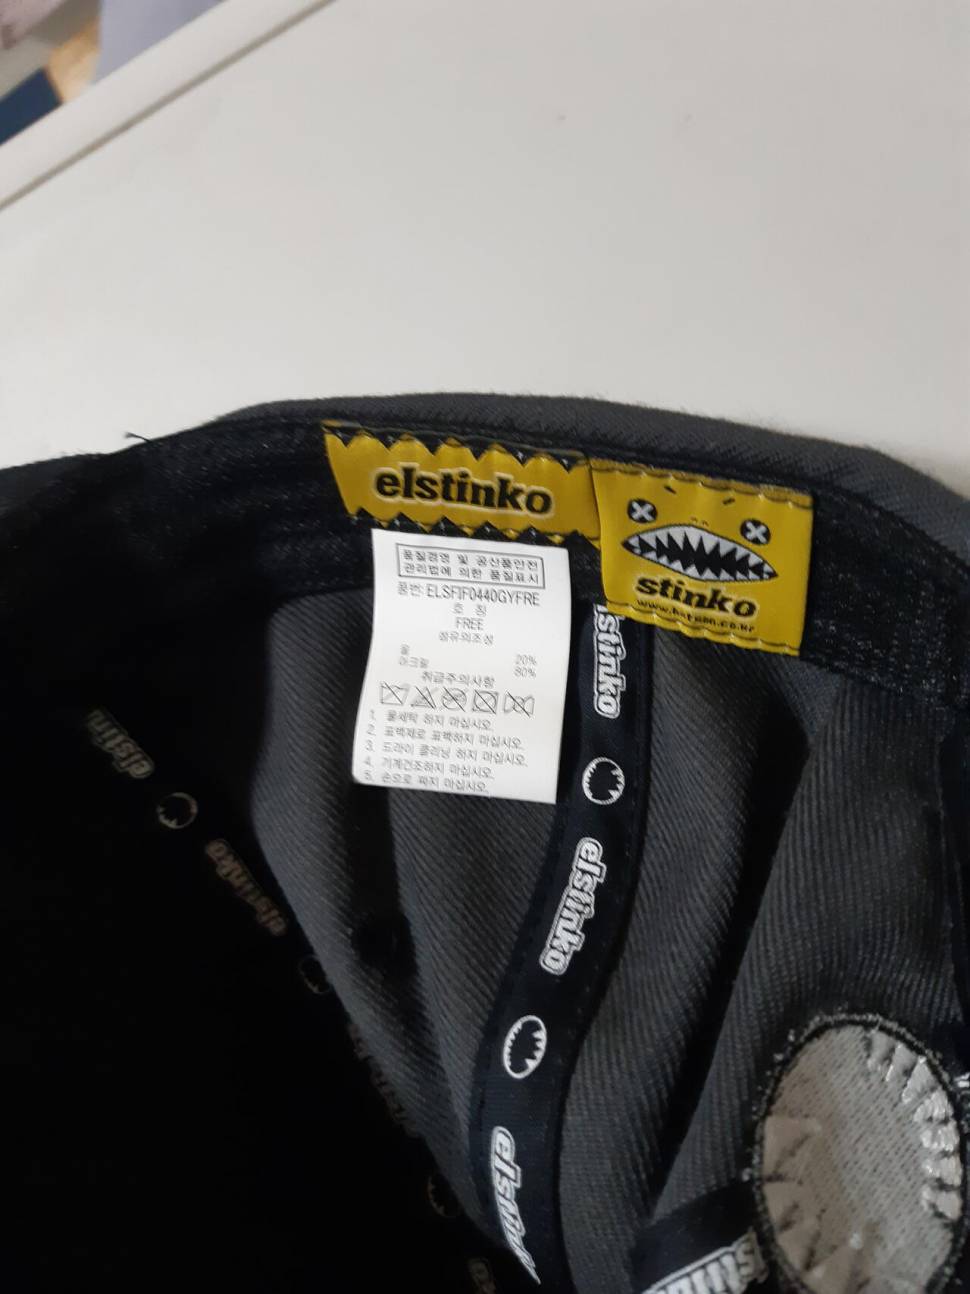 elstinko
stinko
품질경영 및 공산품안전
관리법에 의한 품질표시
품번: ELSF1F0440GYFRE
호 칭
FREE
섬유의조성
울 20%
아크릴 80%
취급주의사항
1. 물세탁 하지 마십시오.
2. 표백제로 표백하지 마십시오.
3. 드라이 클리닝 하지 마십시오.
4. 기계건조하지 마십시오.
5. 손으로 짜지 마십시오.
elstinko
elstinko
elstinko
elstin
elstinko